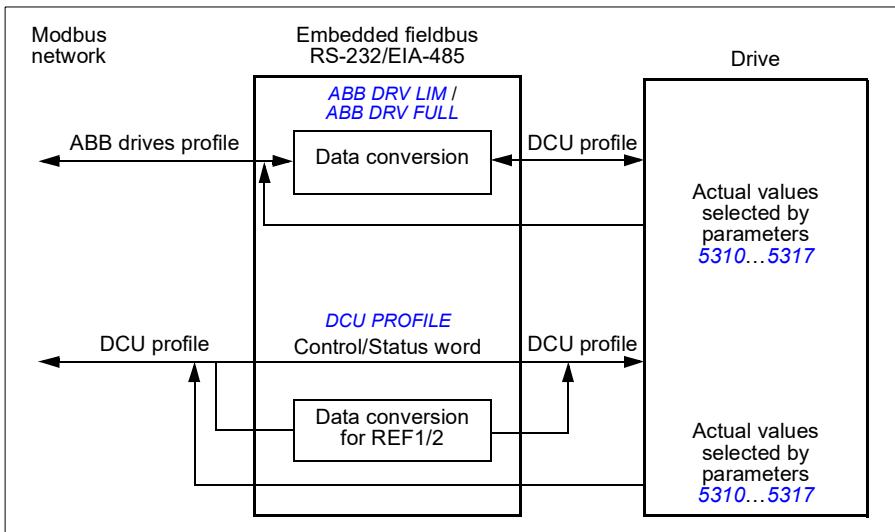 Modbus
network
Embedded fieldbus
RS-232/EIA-485
Drive
ABB DRV LIM /
ABB DRV FULL
ABB drives profile
Data conversion
DCU profile
Actual values
selected by
parameters
5310…5317
DCU PROFILE
DCU profile
Control/Status word
DCU profile
Data conversion
for REF1/2
Actual values
selected by
parameters
5310…5317